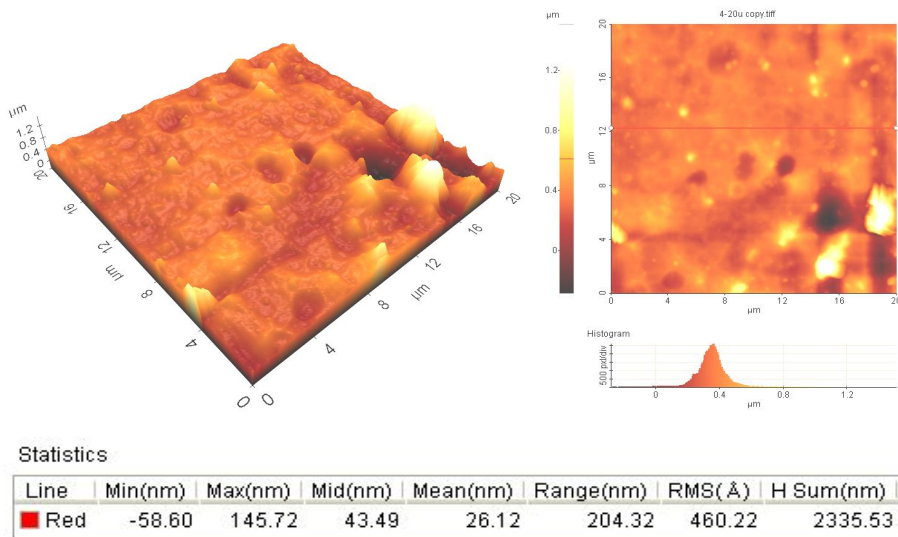 µm
1.2
0.8
0.4
0
20
16
12
8
4
0
µm
0
4
8
12
16
20
µm
µm
1.2
0.8
0.4
0
4-20u copy.tiff
20
16
12
8
4
0
µm
0 4 8 12 16 20
µm
Histogram
500 pxl/div
0 0.4 0.8 1.2
µm
Statistics
Line Min(nm) Max(nm) Mid(nm) Mean(nm) Range(nm) RMS(Å) H Sum(nm)
Red -58.60 145.72 43.49 26.12 204.32 460.22 2335.53